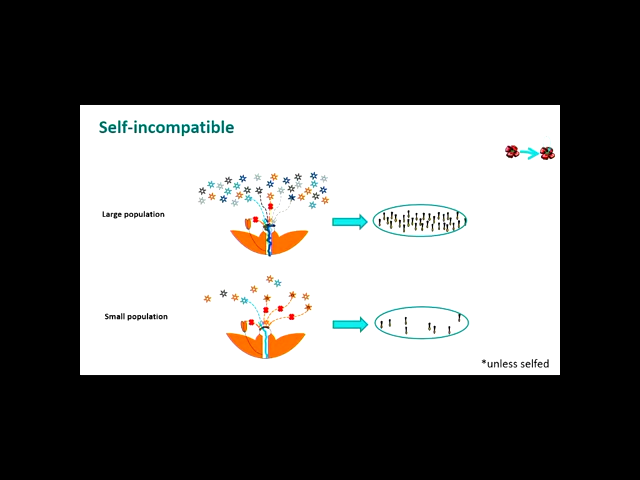 Self-incompatible
Large population
Small population
*unless selfed